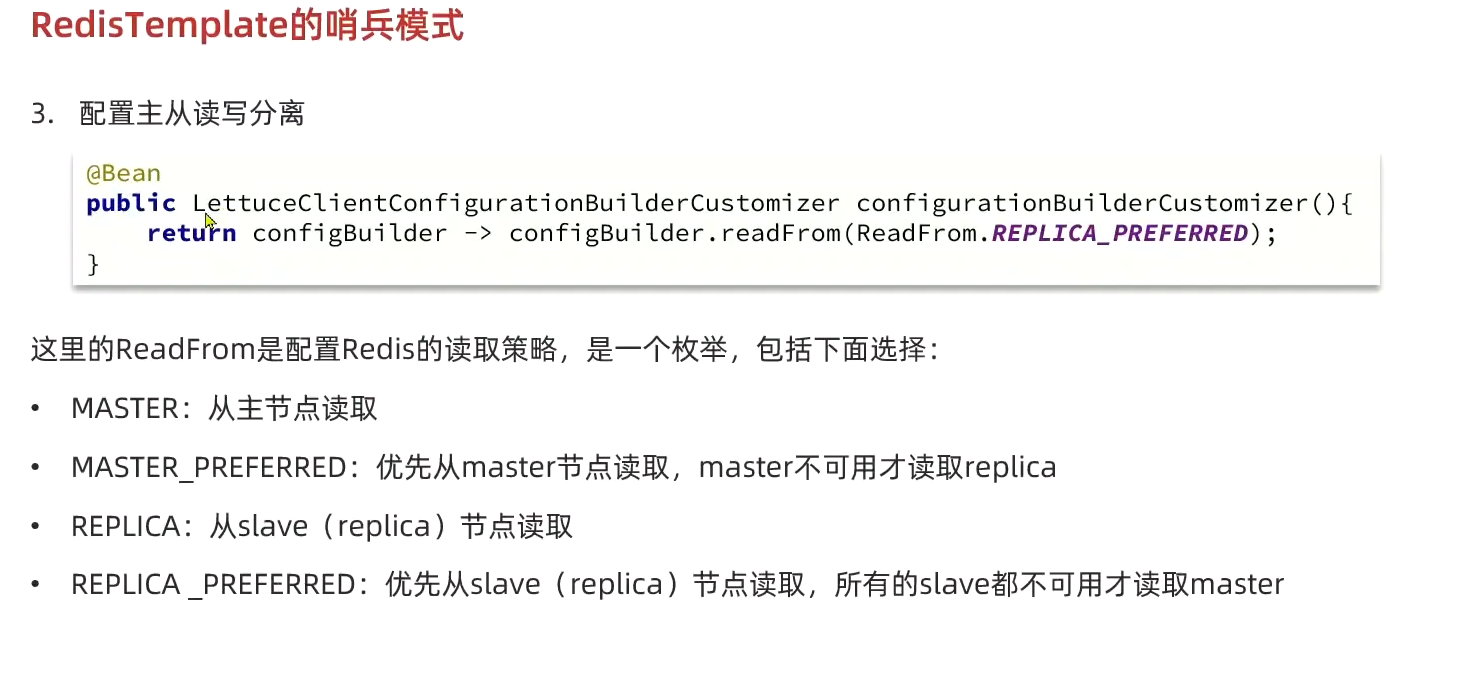 RedisTemplate的哨兵模式
3. 配置主从读写分离
@Bean
public LettuceClientConfigurationBuilderCustomizer configurationBuilderCustomizer(){
    return configBuilder -> configBuilder.readFrom(ReadFrom.REPLICA_PREFERRED);
}
这里的ReadFrom是配置Redis的读取策略，是一个枚举，包括下面选择：
• MASTER：从主节点读取
• MASTER_PREFERRED：优先从master节点读取，master不可用才读取replica
• REPLICA：从slave（replica）节点读取
• REPLICA _PREFERRED：优先从slave（replica）节点读取，所有的slave都不可用才读取master